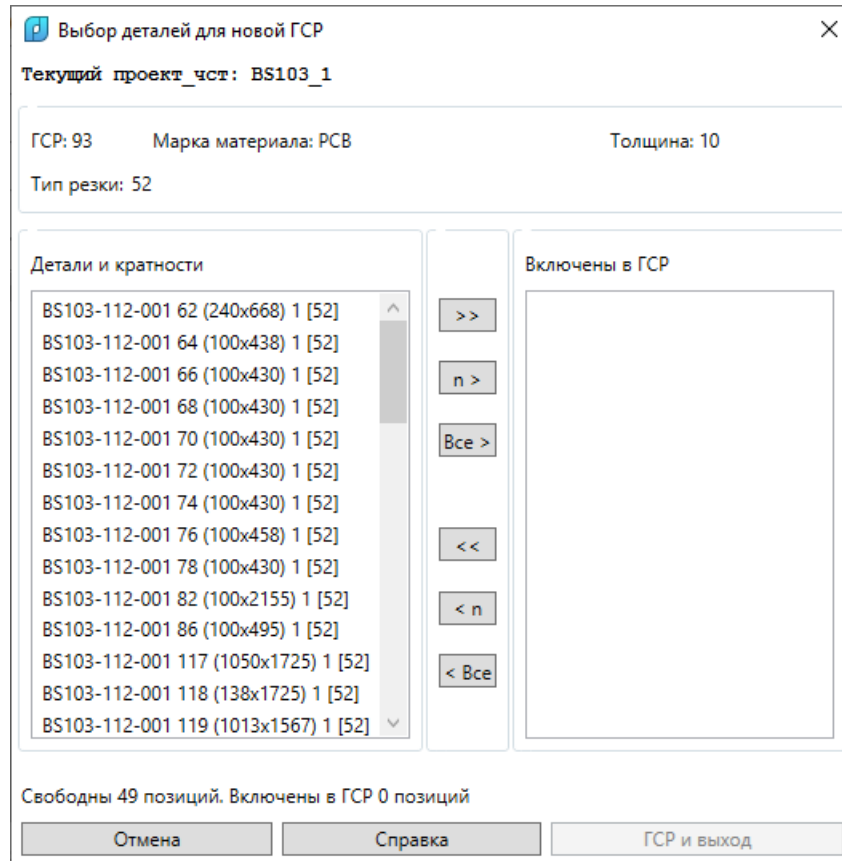 Выбор деталей для новой ГСР
Текущий проект_чст: BS103_1
ГСР: 93 Марка материала: РСВ Толщина: 10
Тип резки: 52
Детали и кратности
BS103-112-001 62 (240x668) 1 [52]
BS103-112-001 64 (100x438) 1 [52]
BS103-112-001 66 (100x430) 1 [52]
BS103-112-001 68 (100x430) 1 [52]
BS103-112-001 70 (100x430) 1 [52]
BS103-112-001 72 (100x430) 1 [52]
BS103-112-001 74 (100x430) 1 [52]
BS103-112-001 76 (100x458) 1 [52]
BS103-112-001 78 (100x430) 1 [52]
BS103-112-001 82 (100x2155) 1 [52]
BS103-112-001 86 (100x495) 1 [52]
BS103-112-001 117 (1050x1725) 1 [52]
BS103-112-001 118 (138x1725) 1 [52]
BS103-112-001 119 (1013x1567) 1 [52]
>>
n >
Все >
<<
< n
< Все
Включены в ГСР
Свободны 49 позиций. Включены в ГСР 0 позиций
Отмена Справка ГСР и выход